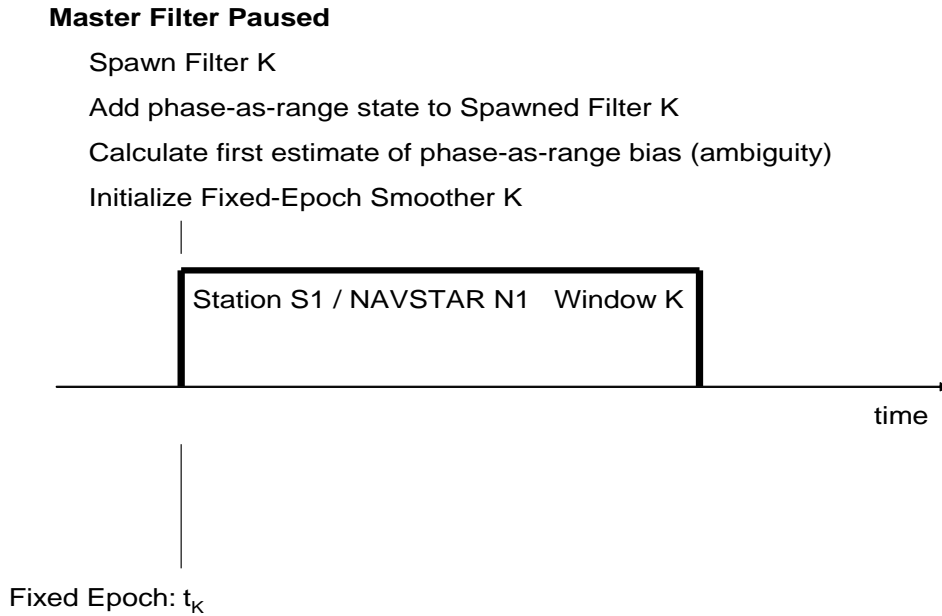 Master Filter Paused
Spawn Filter K
Add phase-as-range state to Spawned Filter K
Calculate first estimate of phase-as-range bias (ambiguity)
Initialize Fixed-Epoch Smoother K
Station S1 / NAVSTAR N1 Window K
time
Fixed Epoch: tK